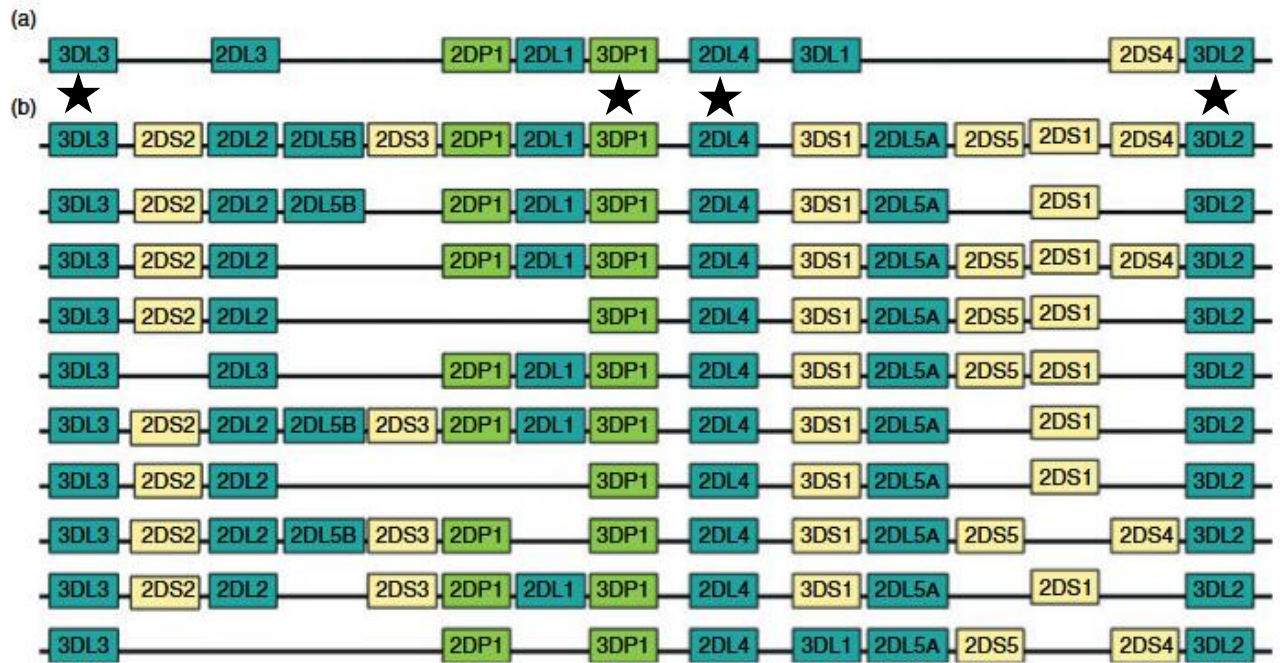 (a)
3DL3 2DL3 2DP1 2DL1 3DP1 2DL4 3DL1 2DS4 3DL2
(b)
3DL3 2DS2 2DL2 2DL5B 2DS3 2DP1 2DL1 3DP1 2DL4 3DS1 2DL5A 2DS5 2DS1 2DS4 3DL2
3DL3 2DS2 2DL2 2DL5B 2DP1 2DL1 3DP1 2DL4 3DS1 2DL5A 2DS1 3DL2
3DL3 2DS2 2DL2 2DP1 2DL1 3DP1 2DL4 3DS1 2DL5A 2DS5 2DS1 2DS4 3DL2
3DL3 2DS2 2DL2 3DP1 2DL4 3DS1 2DL5A 2DS5 2DS1 3DL2
3DL3 2DL3 2DP1 2DL1 3DP1 2DL4 3DS1 2DL5A 2DS5 2DS1 3DL2
3DL3 2DS2 2DL2 2DL5B 2DS3 2DP1 2DL1 3DP1 2DL4 3DS1 2DL5A 2DS1 3DL2
3DL3 2DS2 2DL2 3DP1 2DL4 3DS1 2DL5A 2DS1 3DL2
3DL3 2DS2 2DL2 2DL5B 2DS3 2DP1 3DP1 2DL4 3DS1 2DL5A 2DS5 2DS4 3DL2
3DL3 2DS2 2DL2 2DS3 2DP1 2DL1 3DP1 2DL4 3DS1 2DL5A 2DS1 3DL2
3DL3 2DP1 3DP1 2DL4 3DL1 2DL5A 2DS5 2DS4 3DL2